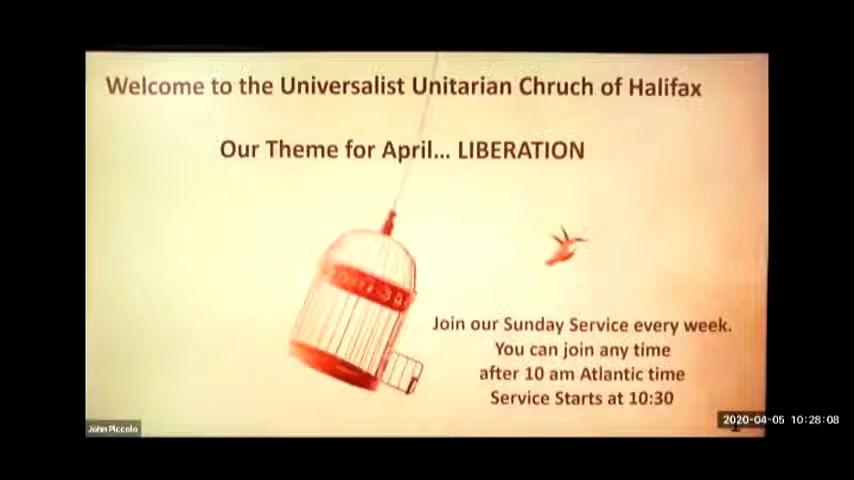 Welcome to the Universalist Unitarian Chruch of Halifax
Our Theme for April... LIBERATION
Join our Sunday Service every week.
You can join any time
after 10 am Atlantic time
Service Starts at 10:30
John Piccolo
2020-04-05 10:28:08